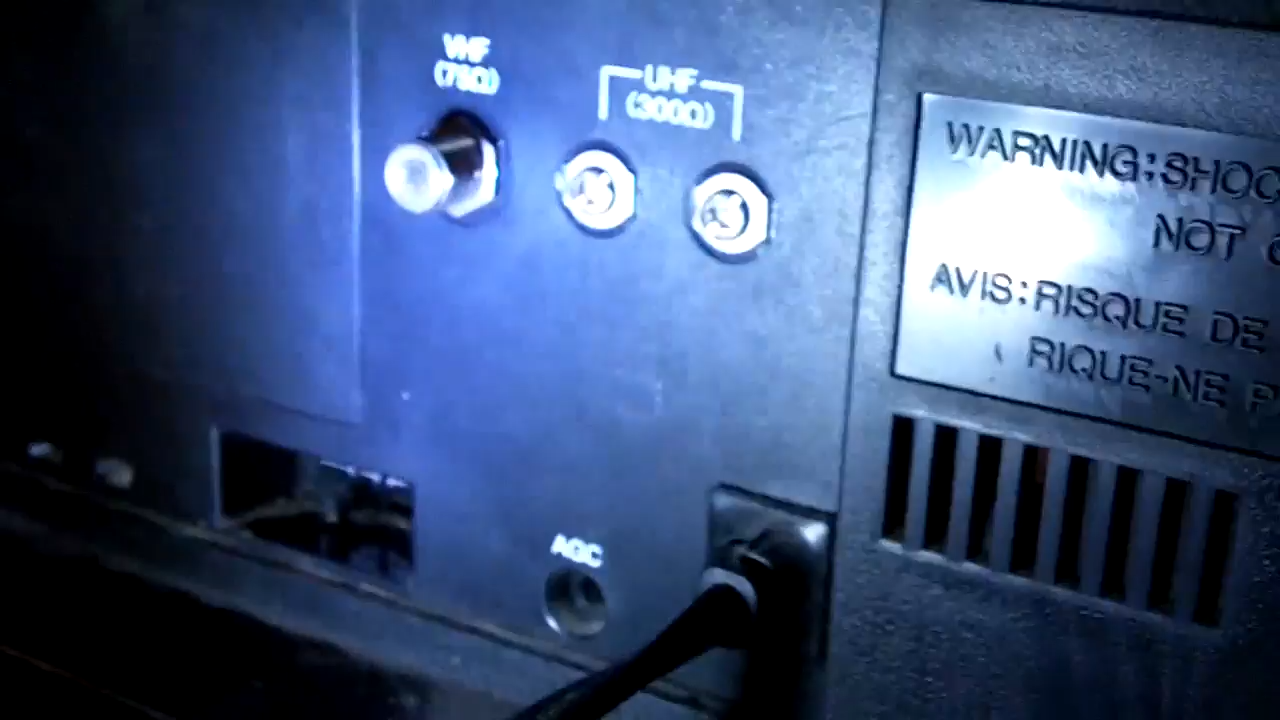 VHF
(75Ω)
UHF
(300Ω)
WARNING:SHOC
NOT
AVIS:RISQUE DE
RIQUE-NE P
AGC